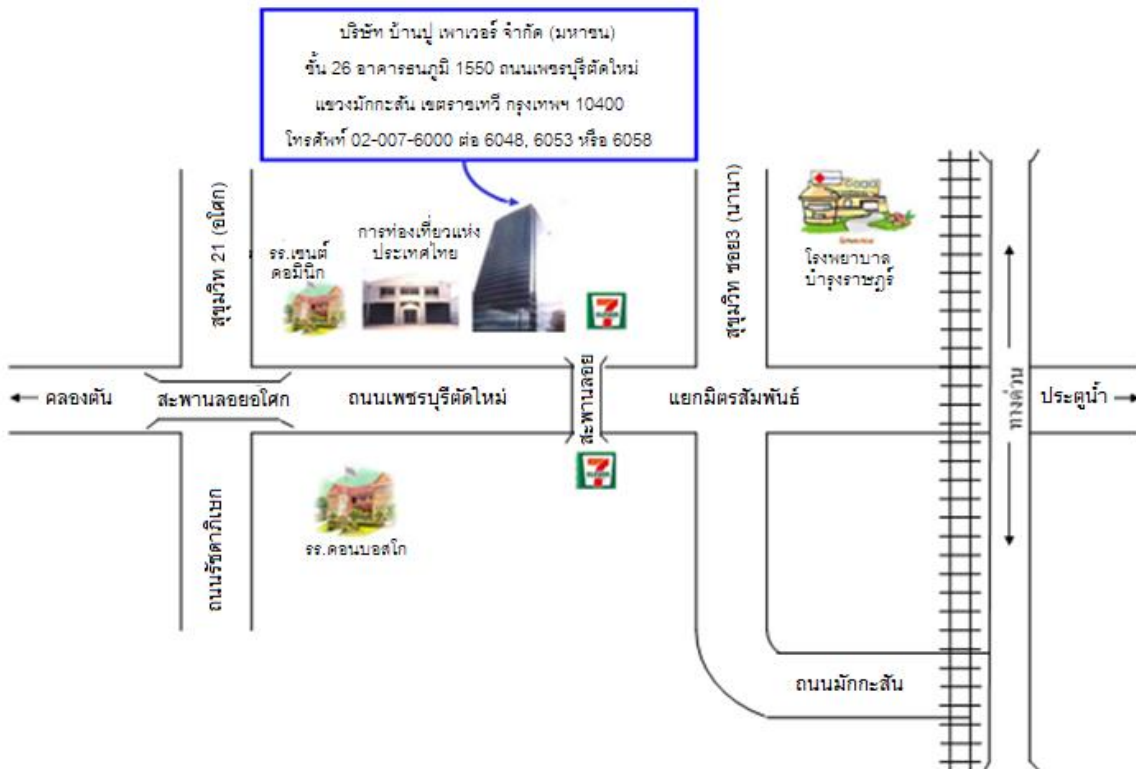 บริษัท บ้านปู เพาเวอร์ จำกัด (มหาชน)
ชั้น 26 อาคารธนภูมิ 1550 ถนนเพชรบุรีตัดใหม่
แขวงมักกะสัน เขตราชเทวี กรุงเทพฯ 10400
โทรศัพท์ 02-007-6000 ต่อ 6048, 6053 หรือ 6058
สุขุมวิท 21 (อโศก)
รร.เซนต์
ดอมินิก
การท่องเที่ยวแห่ง
ประเทศไทย
7
ELEVEN
สุขุมวิท ซอย3 (นานา)
โรงพยาบาล
บำรุงราษฎร์
คลองตัน
สะพานลอยอโศก
ถนนเพชรบุรีตัดใหม่
สะพานลอย
แยกมิตรสัมพันธ์
ทางด่วน
ประตูน้ำ
ถนนรัชดาภิเษก
รร.ดอนบอสโก
7
ELEVEN
ถนนมักกะสัน